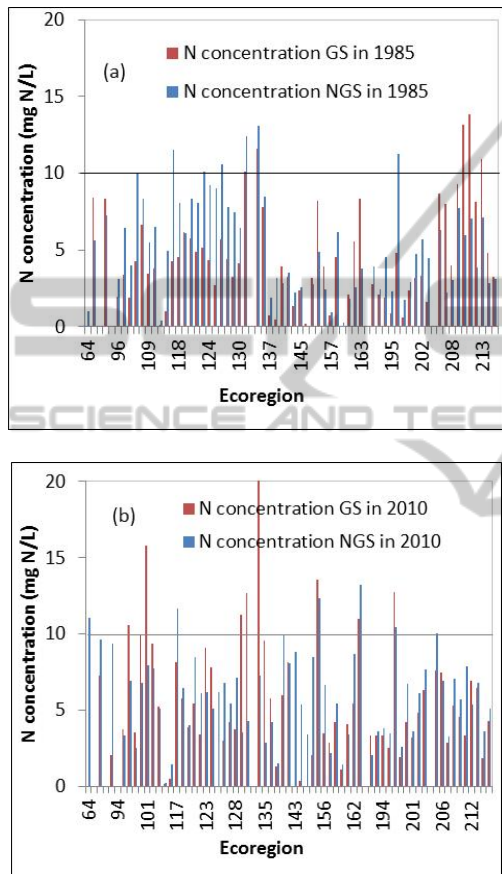 20
15
10
5
0
N concentration (mg N/L)
(a)
N concentration GS in 1985
N concentration NGS in 1985
64 96 109 118 124 130 137 145 157 163 195 202 208 213
Ecoregion
SCIENCE AND TEC
20
15
10
5
0
N concentration (mg N/L)
(b)
N concentration GS in 2010
N concentration NGS in 2010
64 94 101 117 123 128 135 143 156 162 194 201 206 212
Ecoregion